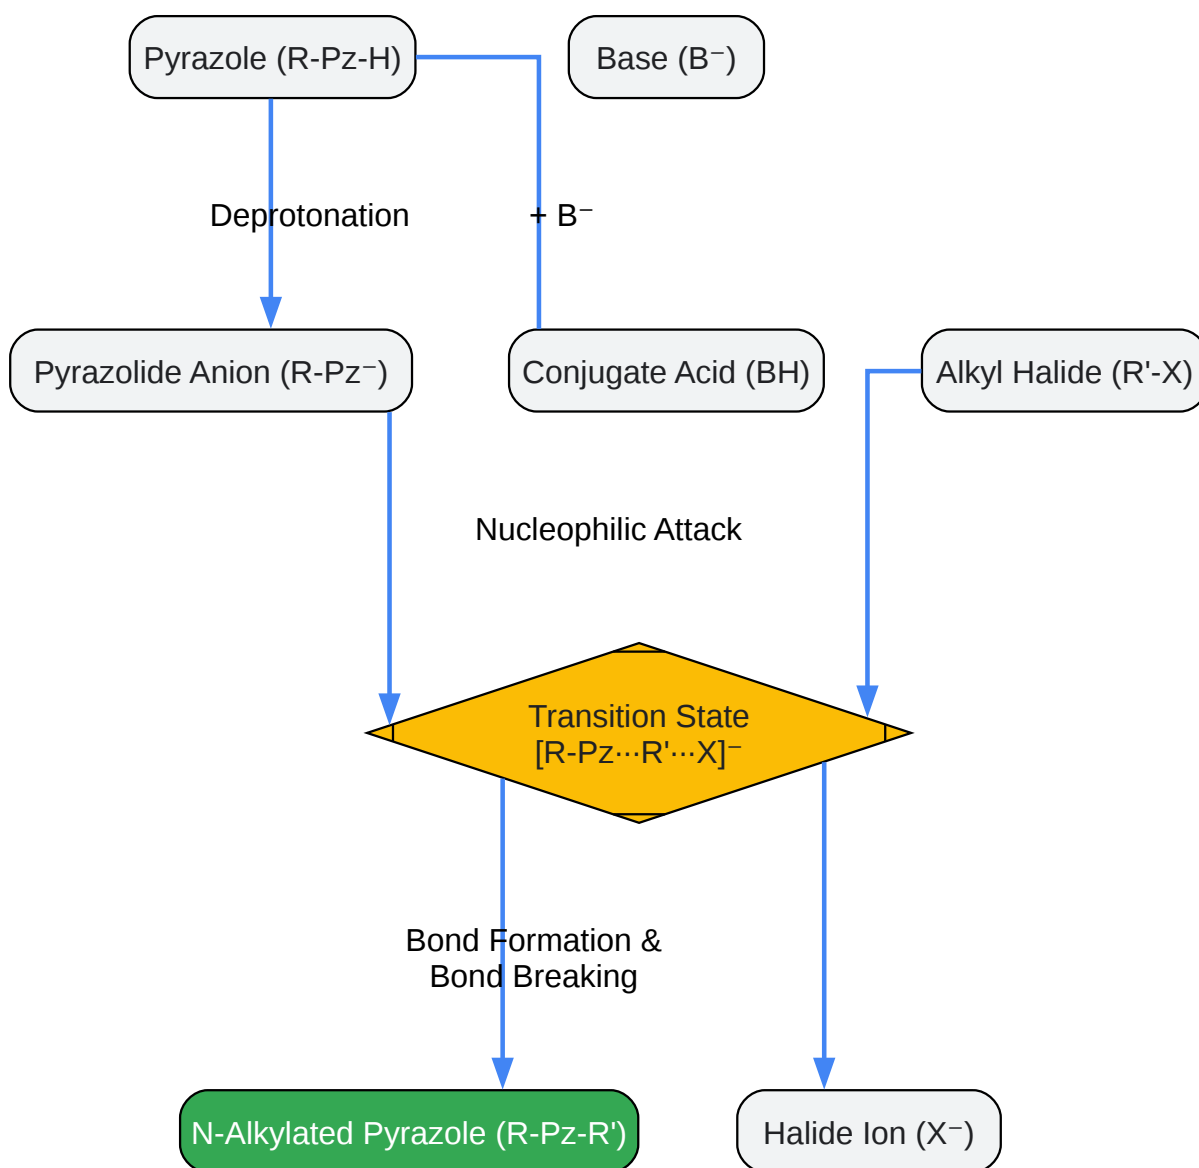 Pyrazole (R-Pz-H)
Base (B⁻)
Deprotonation
+ B⁻
Pyrazolide Anion (R-Pz⁻)
Conjugate Acid (BH)
Alkyl Halide (R'-X)
Nucleophilic Attack
Transition State
[R-Pz···R'···X]⁻
Bond Formation &
Bond Breaking
N-Alkylated Pyrazole (R-Pz-R')
Halide Ion (X⁻)